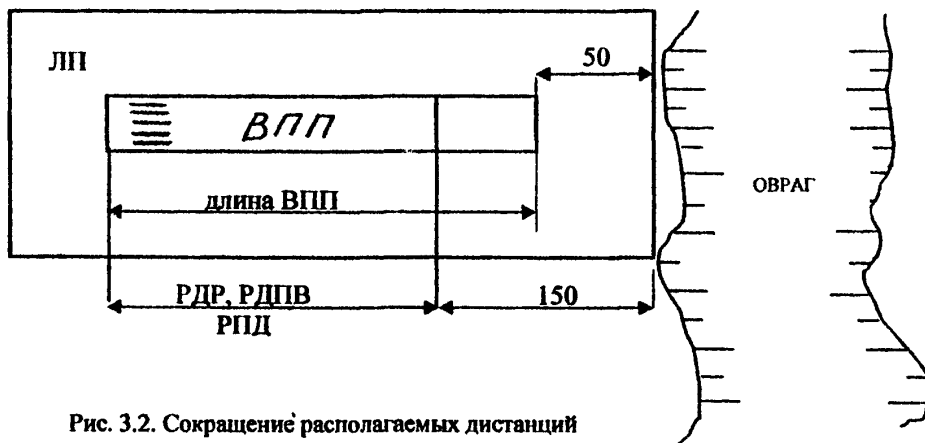 ЛП
50
ВПП
ОВРАГ
длина ВПП
РДР, РДПВ
150
РПД
Рис. 3.2. Сокращение располагаемых дистанций